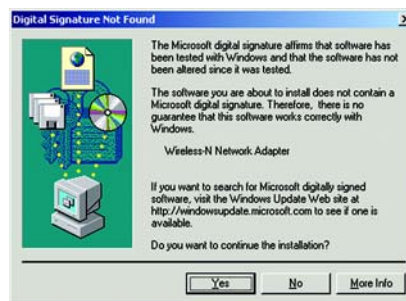 Digital Signature Not Found
The Microsoft digital signature affirms that software has
been tested with Windows and that the software has not
been altered since it was tested.
The software you are about to install does not contain a
Microsoft digital signature. Therefore, there is no
guarantee that this software works correctly with
Windows.
Wireless-N Network Adapter
If you want to search for Microsoft digitally signed
software, visit the Windows Update Web site at
http://windowsupdate.microsoft.com to see if one is
available.
Do you want to continue the installation?
Yes No More Info